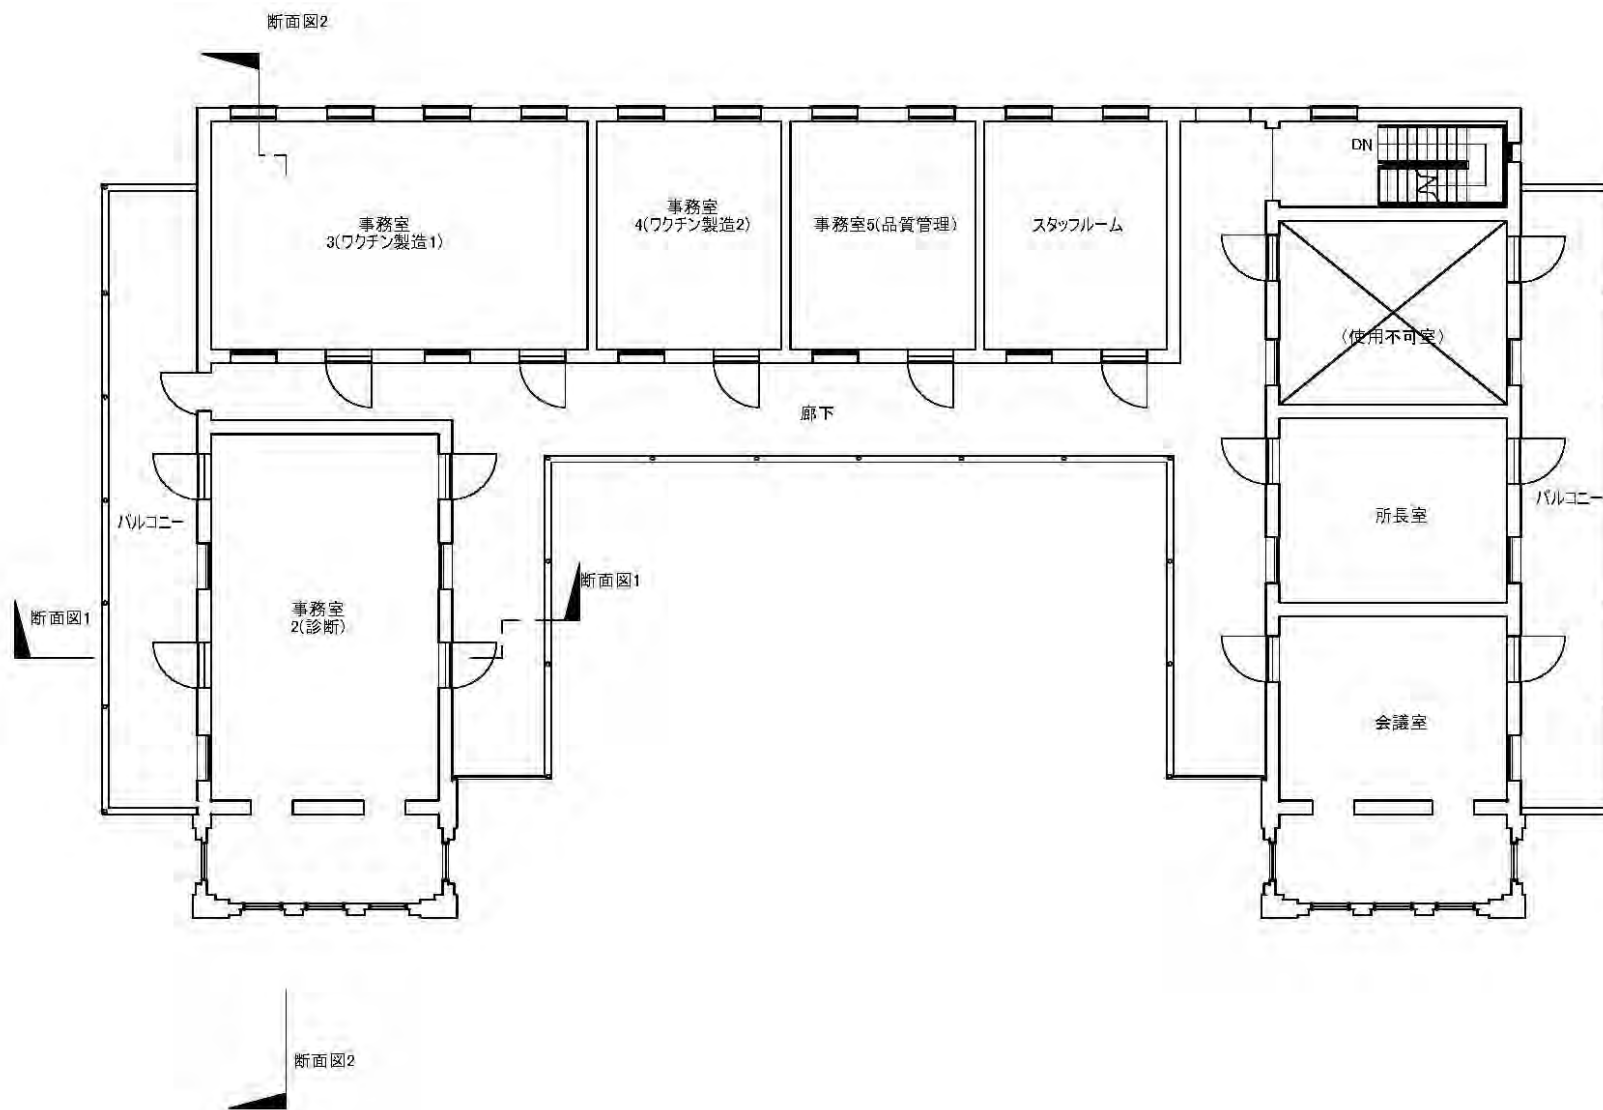 断面図2
DN
事務室
3(ワクチン製造1)
事務室
4(ワクチン製造2)
事務室5(品質管理)
スタッフルーム
(使用不可室)
廊下
バルコニー
バルコニー
所長室
断面図1
断面図1
事務室
2(診断)
会議室
断面図2